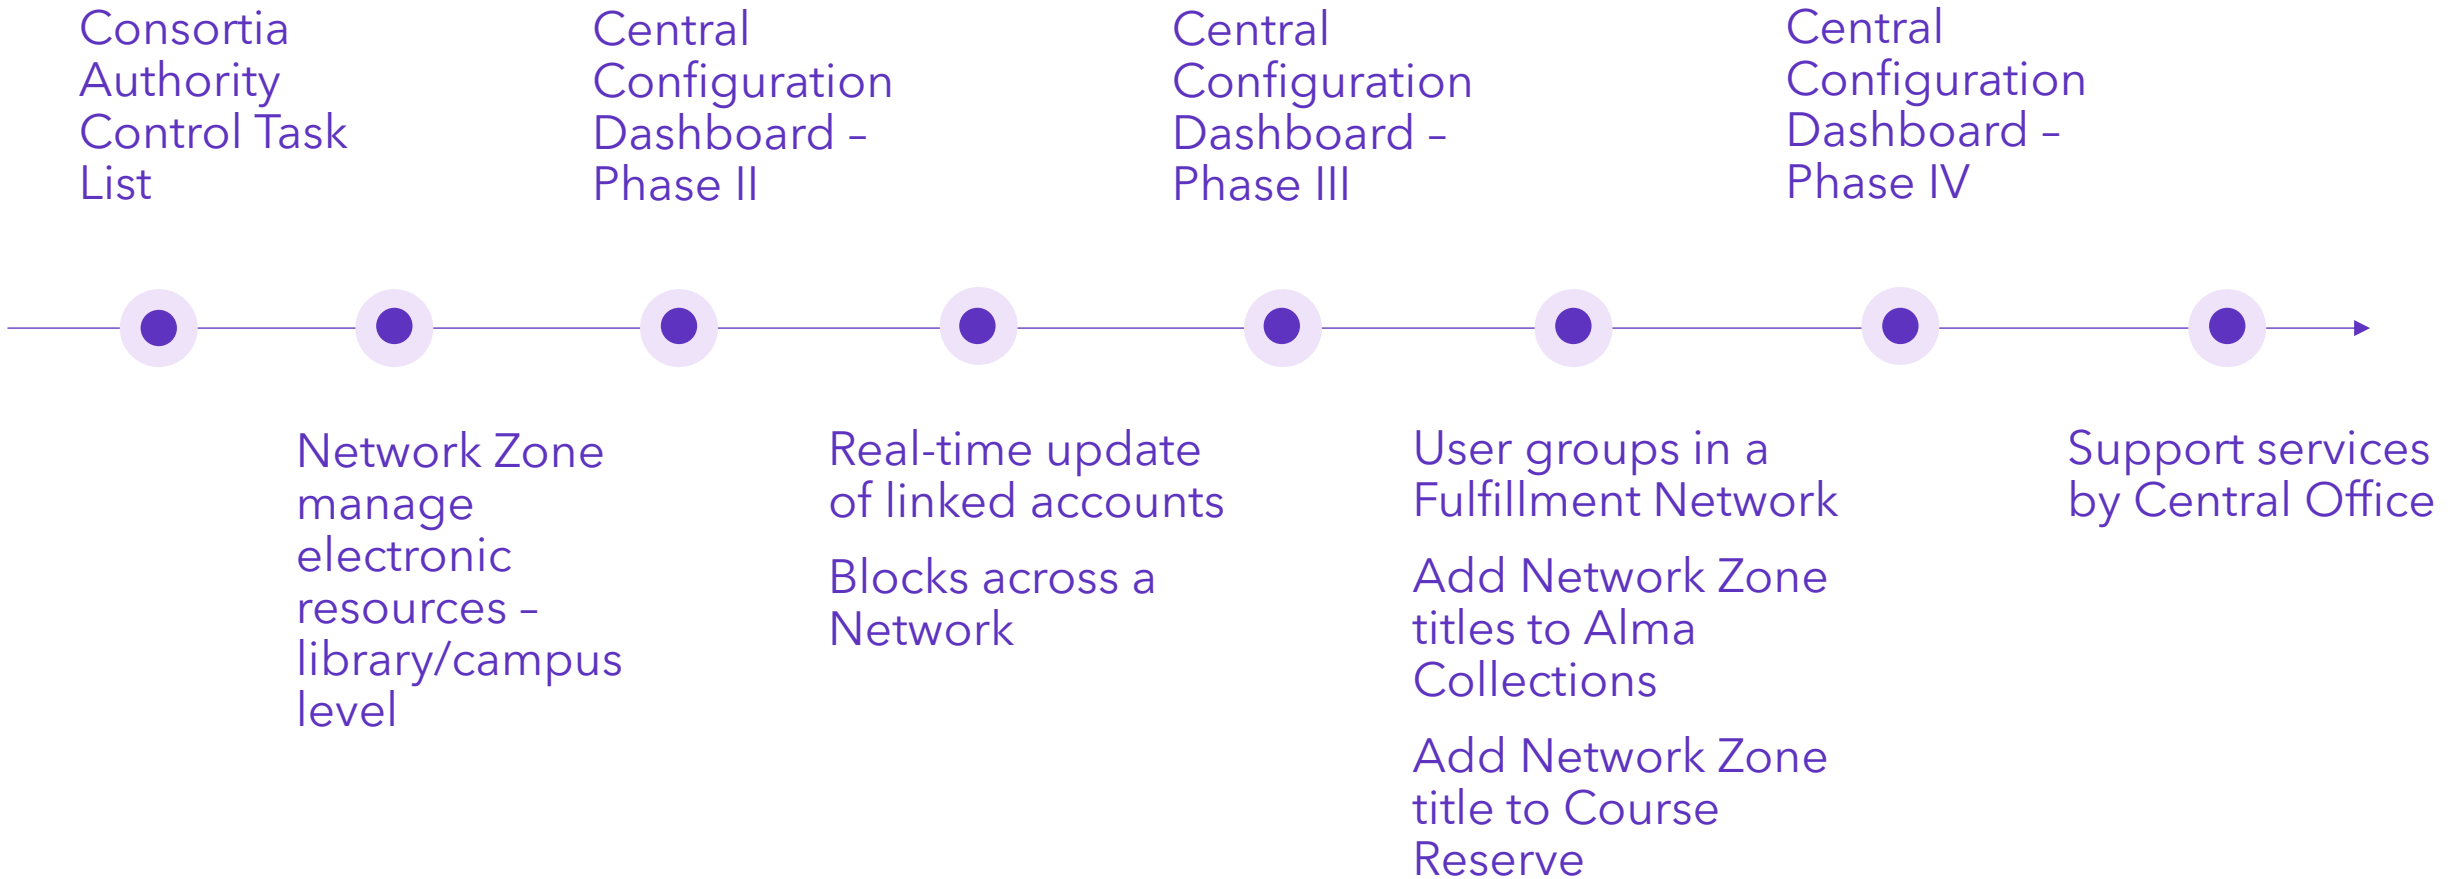 Consortia
Authority
Control Task
List
Central
Configuration
Dashboard –
Phase II
Central
Configuration
Dashboard –
Phase III
Central
Configuration
Dashboard –
Phase IV
Network Zone
manage
electronic
resources –
library/campus
level
Real-time update
of linked accounts
Blocks across a
Network
User groups in a
Fulfillment Network
Add Network Zone
titles to Alma
Collections
Add Network Zone
title to Course
Reserve
Support services
by Central Office